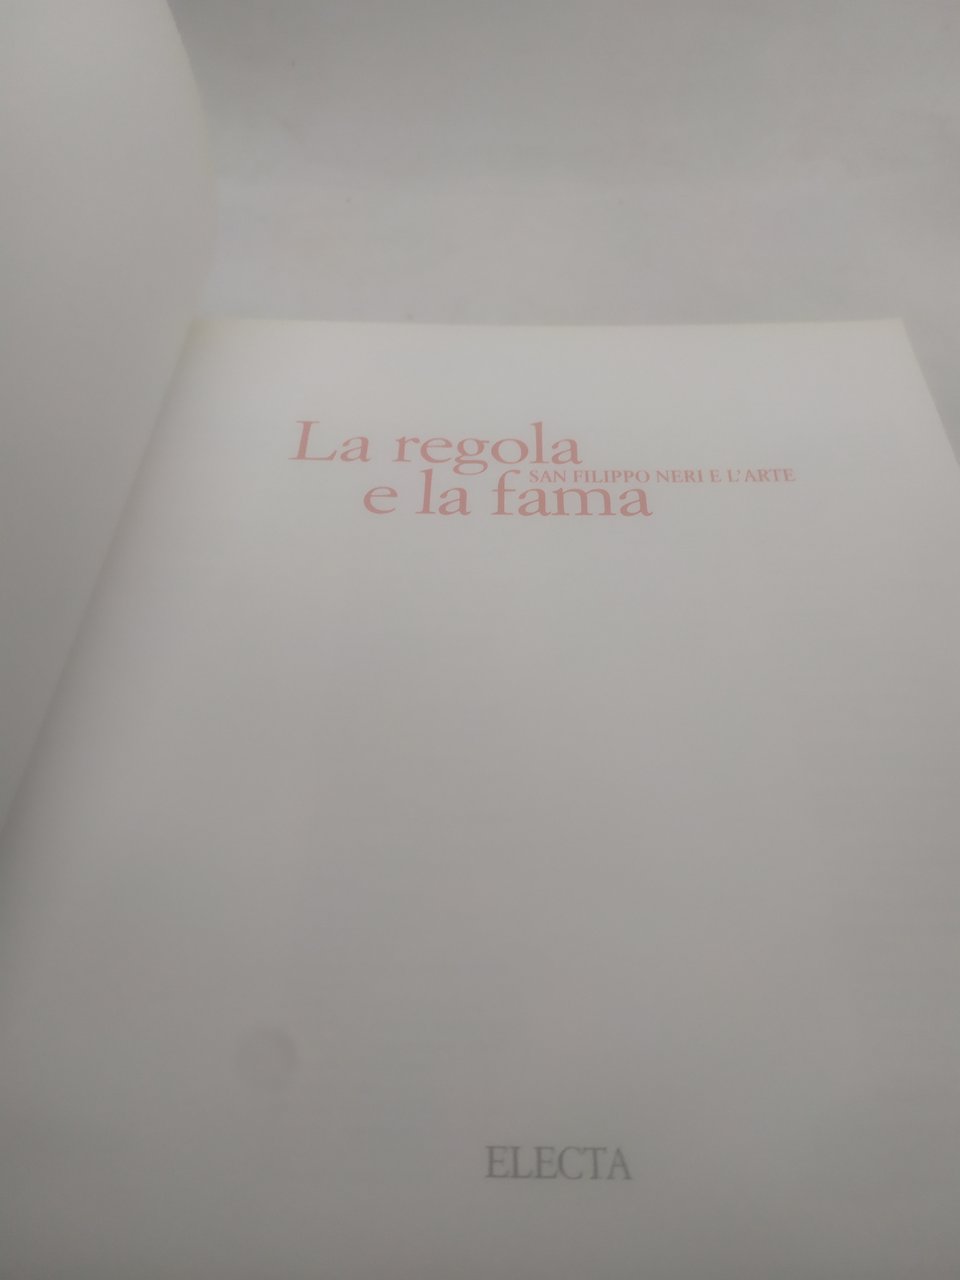 La regola
SAN FILIPPO NERI E L'ARTE
e la fama
ELECTA